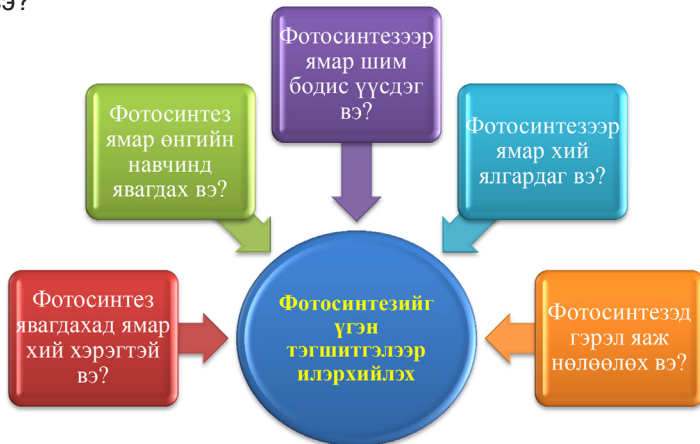 вэ?
Фотосинтезээр
ямар шим
бодис үүсдэг
вэ?
Фотосинтез
ямар өнгийн
навчинд
явагдах вэ?
Фотосинтезээр
ямар хий
ялгардаг вэ?
Фотосинтез
явагдахад ямар
хий хэрэгтэй
вэ?
Фотосинтезийг
үгэн
тэгшитгэлээр
илэрхийлэх
Фотосинтезэд
гэрэл яаж
нөлөөлөх вэ?